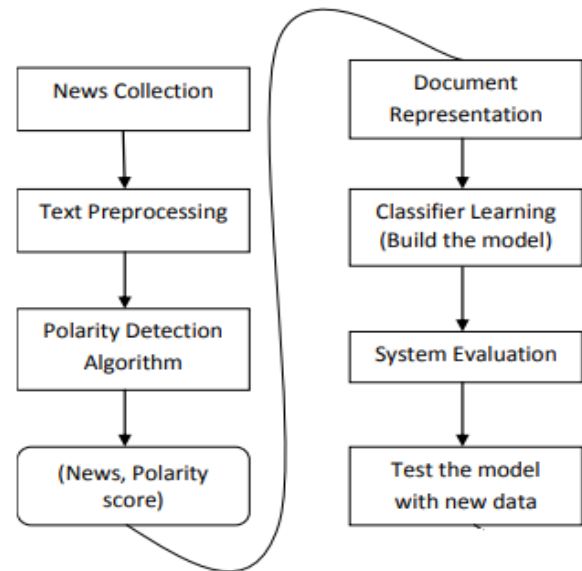 News Collection
Text Preprocessing
Polarity Detection
Algorithm
(News, Polarity
score)
Document
Representation
Classifier Learning
(Build the model)
System Evaluation
Test the model
with new data